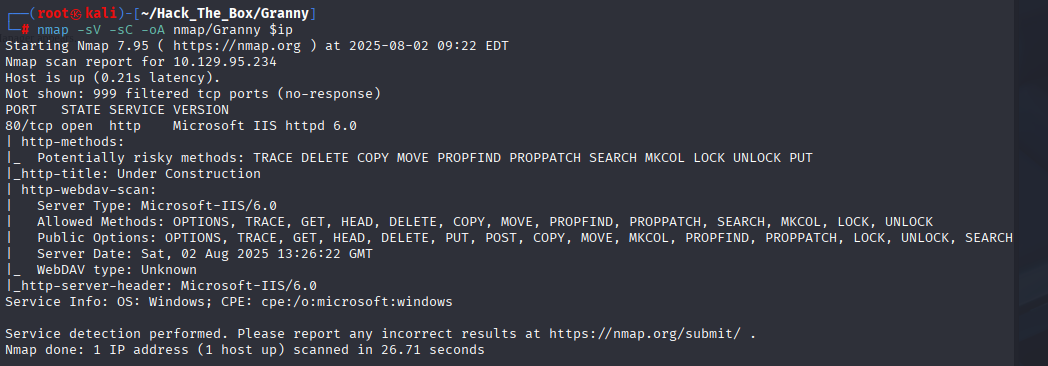 ┌──(root㉿kali)-[~/Hack_The_Box/Granny]
└─# nmap -sV -sC -oA nmap/Granny $ip
Starting Nmap 7.95 ( https://nmap.org ) at 2025-08-02 09:22 EDT
Nmap scan report for 10.129.95.234
Host is up (0.21s latency).
Not shown: 999 filtered tcp ports (no-response)
PORT   STATE SERVICE VERSION
80/tcp open  http    Microsoft IIS httpd 6.0
| http-methods:
|_  Potentially risky methods: TRACE DELETE COPY MOVE PROPFIND PROPPATCH SEARCH MKCOL LOCK UNLOCK PUT
|_http-title: Under Construction
| http-webdav-scan:
|   Server Type: Microsoft-IIS/6.0
|   Allowed Methods: OPTIONS, TRACE, GET, HEAD, DELETE, COPY, MOVE, PROPFIND, PROPPATCH, SEARCH, MKCOL, LOCK, UNLOCK
|   Public Options: OPTIONS, TRACE, GET, HEAD, DELETE, PUT, POST, COPY, MOVE, MKCOL, PROPFIND, PROPPATCH, LOCK, UNLOCK, SEARCH
|   Server Date: Sat, 02 Aug 2025 13:26:22 GMT
|_  WebDAV type: Unknown
|_http-server-header: Microsoft-IIS/6.0
Service Info: OS: Windows; CPE: cpe:/o:microsoft:windows

Service detection performed. Please report any incorrect results at https://nmap.org/submit/ .
Nmap done: 1 IP address (1 host up) scanned in 26.71 seconds